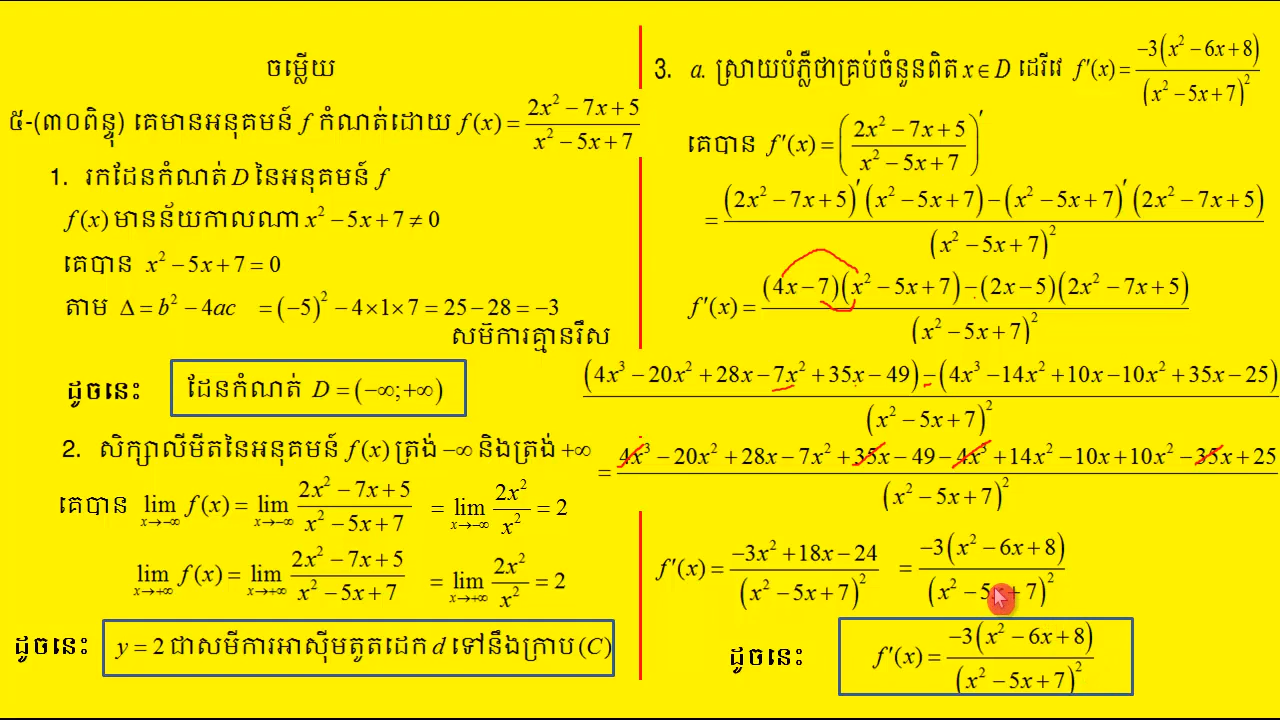 ចម្លើយ
៥-(៣០ពិន្ទុ) គេមានអនុគមន៍ f កំណត់ដោយ f(x) = (2x² − 7x + 5)/(x² − 5x + 7)
1. រកដែនកំណត់ D នៃអនុគមន៍ f
f(x) មានន័យកាលណា x² − 5x + 7 ≠ 0
គេបាន x² − 5x + 7 = 0
តាម Δ = b² − 4ac = (−5)² − 4×1×7 = 25 − 28 = −3
សមីការគ្មានរឹស
ដូចនេះ ដែនកំណត់ D = (−∞;+∞)
2. សិក្សាលីមីតនៃអនុគមន៍ f(x) ត្រង់ −∞ និងត្រង់ +∞
គេបាន lim x→−∞ f(x) = lim x→−∞ (2x² − 7x + 5)/(x² − 5x + 7) = lim x→−∞ 2x²/x² = 2
lim x→+∞ f(x) = lim x→+∞ (2x² − 7x + 5)/(x² − 5x + 7) = lim x→+∞ 2x²/x² = 2
ដូចនេះ y = 2 ជាសមីការអាស៊ីមតូតដេក d ទៅនឹងក្រាប (C)
3. a. ស្រាយបំភ្លឺថាគ្រប់ចំនួនពិត x ∈ D ដេរីវេ f′(x) = −3(x² − 6x + 8)/(x² − 5x + 7)²
គេបាន f′(x) = ((2x² − 7x + 5)/(x² − 5x + 7))′
= ((2x² − 7x + 5)′(x² − 5x + 7) − (x² − 5x + 7)′(2x² − 7x + 5))/(x² − 5x + 7)²
f′(x) = ((4x − 7)(x² − 5x + 7) − (2x − 5)(2x² − 7x + 5))/(x² − 5x + 7)²
((4x³ − 20x² + 28x − 7x² + 35x − 49) − (4x³ − 14x² + 10x − 10x² + 35x − 25))/(x² − 5x + 7)²
= (4x³ − 20x² + 28x − 7x² + 35x − 49 − 4x³ + 14x² − 10x + 10x² − 35x + 25)/(x² − 5x + 7)²
f′(x) = (−3x² + 18x − 24)/(x² − 5x + 7)² = −3(x² − 6x + 8)/(x² − 5x + 7)²
ដូចនេះ f′(x) = −3(x² − 6x + 8)/(x² − 5x + 7)²